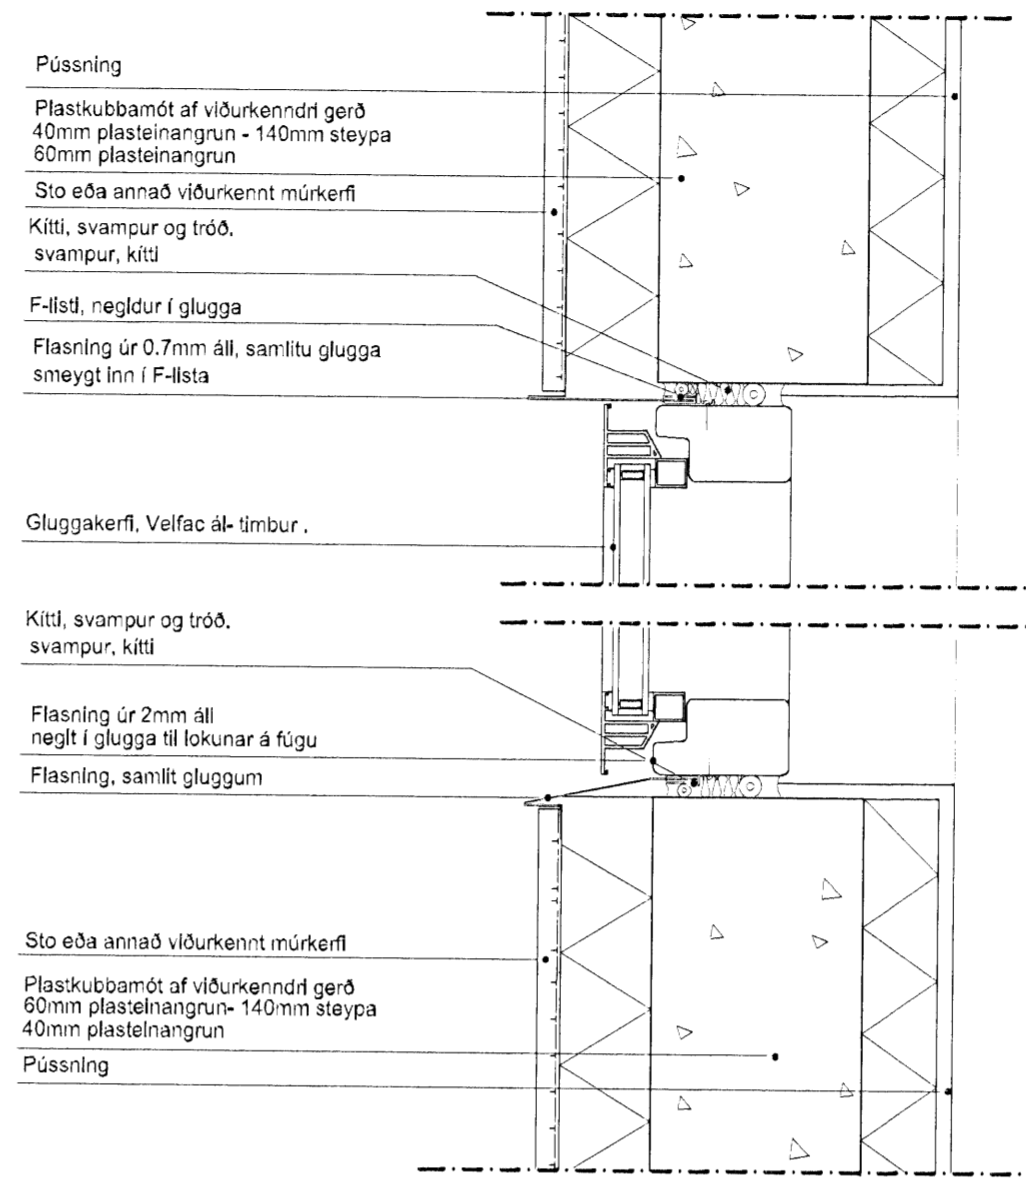 Pússning
Plastkubbamót af viðurkenndri gerð
40mm plasteinangrun - 140mm steypa
60mm plasteinangrun
Sto eða annað viðurkennt múrkerfi
Kítti, svampur og tróð.
svampur, kítti
F-listi, negldur í glugga
Flasning úr 0.7mm áli, samlitu glugga
smeygt inn í F-lista
Gluggakerfi, Velfac ál- timbur .
Kítti, svampur og tróð.
svampur, kítti
Flasning úr 2mm áli
neglt í glugga til lokunar á fúgu
Flasning, samlit gluggum
Sto eða annað viðurkennt múrkerfi
Plastkubbamót af viðurkenndri gerð
60mm plasteinangrun- 140mm steypa
40mm plasteinangrun
Pússning